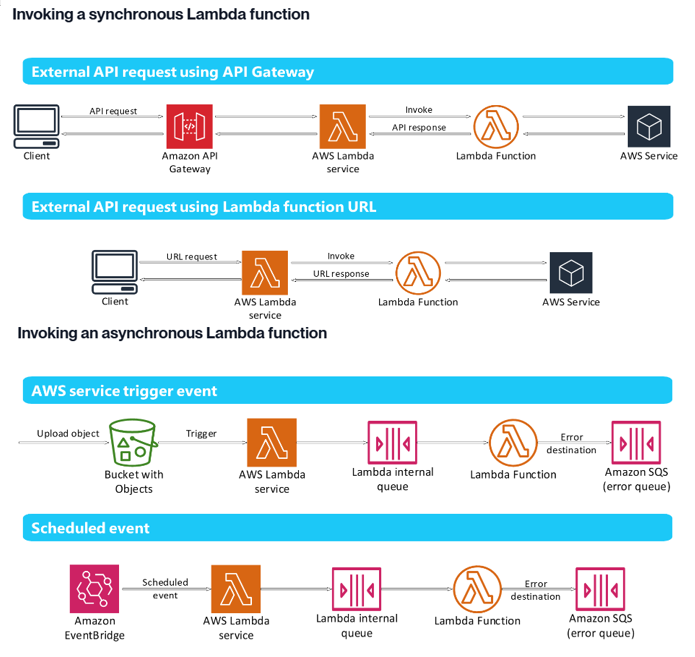 Invoking a synchronous Lambda function
External API request using API Gateway
API request
Invoke
API response
Client
Amazon API
Gateway
AWS Lambda
service
Lambda Function
AWS Service
External API request using Lambda function URL
URL request
Invoke
URL response
Client
AWS Lambda
service
Lambda Function
AWS Service
Invoking an asynchronous Lambda function
AWS service trigger event
Upload object
Trigger
Error
destination
Bucket with
Objects
AWS Lambda
service
Lambda internal
queue
Lambda Function
Amazon SQS
(error queue)
Scheduled event
Scheduled
event
Error
destination
Amazon
EventBridge
AWS Lambda
service
Lambda internal
queue
Lambda Function
Amazon SQS
(error queue)